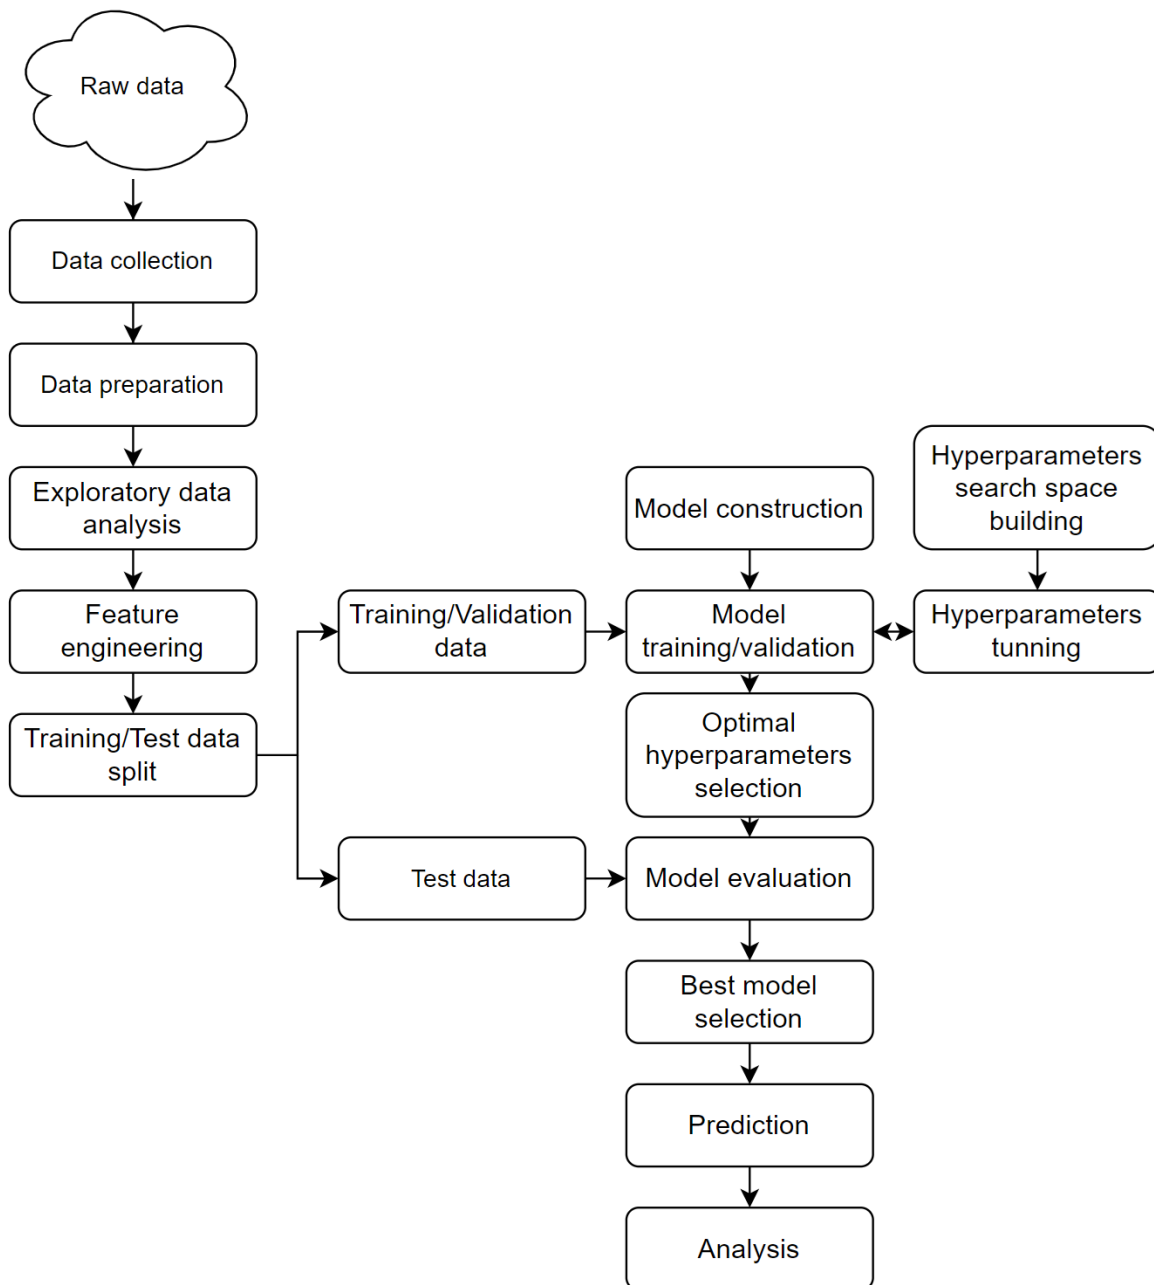 Raw data
Data collection
Data preparation
Exploratory data
analysis
Feature
engineering
Training/Test data
split
Training/Validation
data
Test data
Model construction
Model
training/validation
Hyperparameters
search space
building
Hyperparameters
tunning
Optimal
hyperparameters
selection
Model evaluation
Best model
selection
Prediction
Analysis